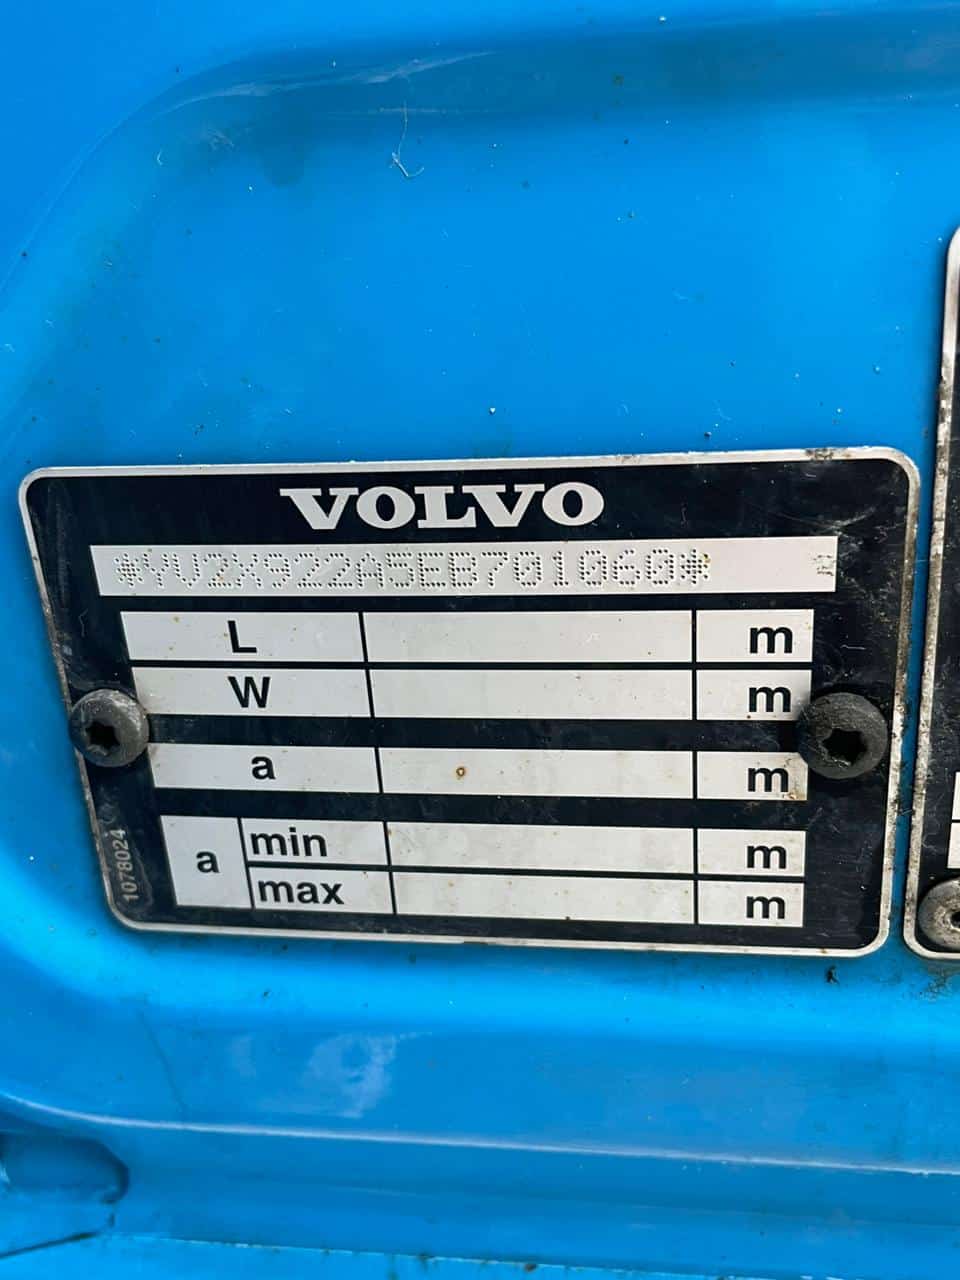 VOLVO
*YV2X922A5EB701060*
L m
W m
a m
a min m
max m
1078024